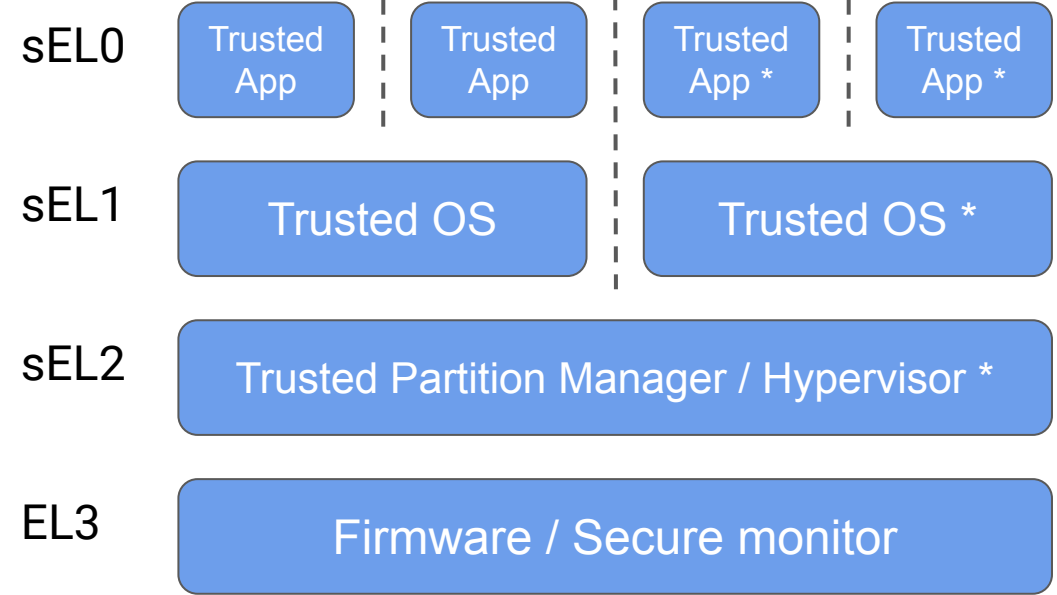 sEL0
Trusted
App
Trusted
App
Trusted
App *
Trusted
App *
sEL1
Trusted OS
Trusted OS *
sEL2
Trusted Partition Manager / Hypervisor *
EL3
Firmware / Secure monitor